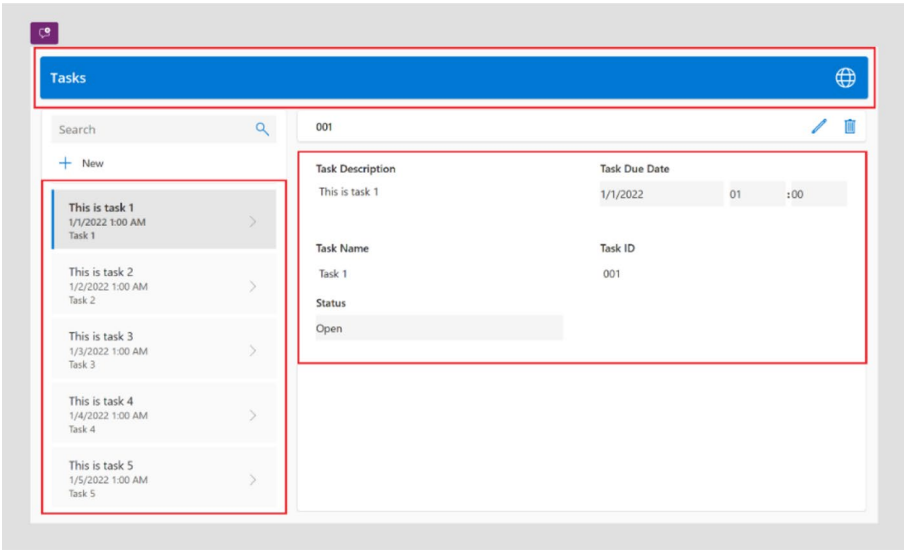 Tasks
Search
New
This is task 1
1/1/2022 1:00 AM
Task 1
This is task 2
1/2/2022 1:00 AM
Task 2
This is task 3
1/3/2022 1:00 AM
Task 3
This is task 4
1/4/2022 1:00 AM
Task 4
This is task 5
1/5/2022 1:00 AM
Task 5
001
Task Description
This is task 1
Task Due Date
1/1/2022 01 :00
Task Name
Task 1
Task ID
001
Status
Open